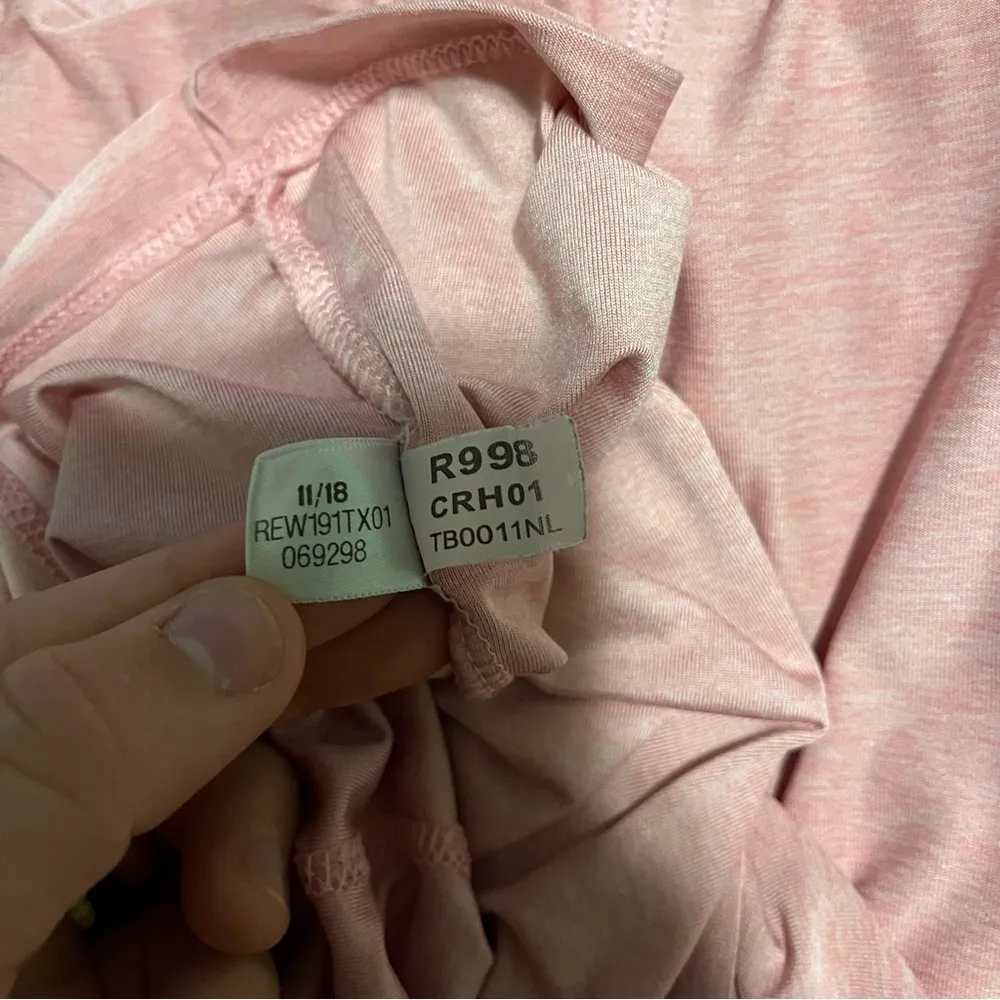 11/18
REW191TX01
069298
R998
CRH01
TB0011NL